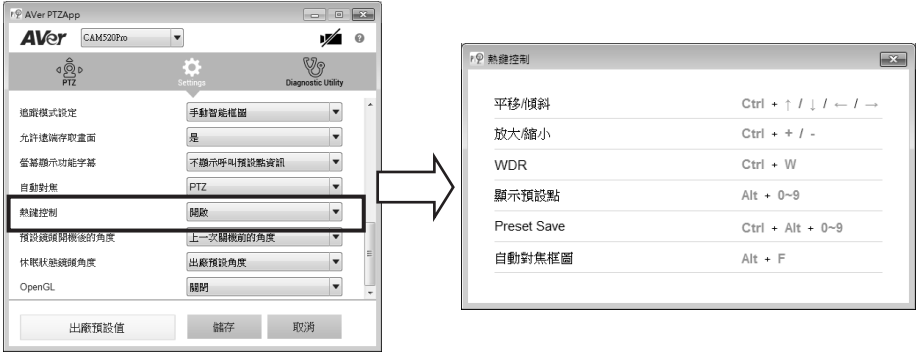 AVer PTZApp
AVer CAM520Pro
PTZ Settings Diagnostic Utility
追蹤模式設定 手動智能框圖
允許遠端存取畫面 是
螢幕顯示功能字幕 不顯示呼叫預設點資訊
自動對焦 PTZ
熱鍵控制 開啟
預設鏡頭開機後的角度 上一次關機前的角度
休眠狀態鏡頭角度 出廠預設角度
OpenGL 關閉
出廠預設值 儲存 取消
熱鍵控制
平移/傾斜 Ctrl + ↑ / ↓ / ← / →
放大/縮小 Ctrl + + / -
WDR Ctrl + W
顯示預設點 Alt + 0~9
Preset Save Ctrl + Alt + 0~9
自動對焦框圖 Alt + F